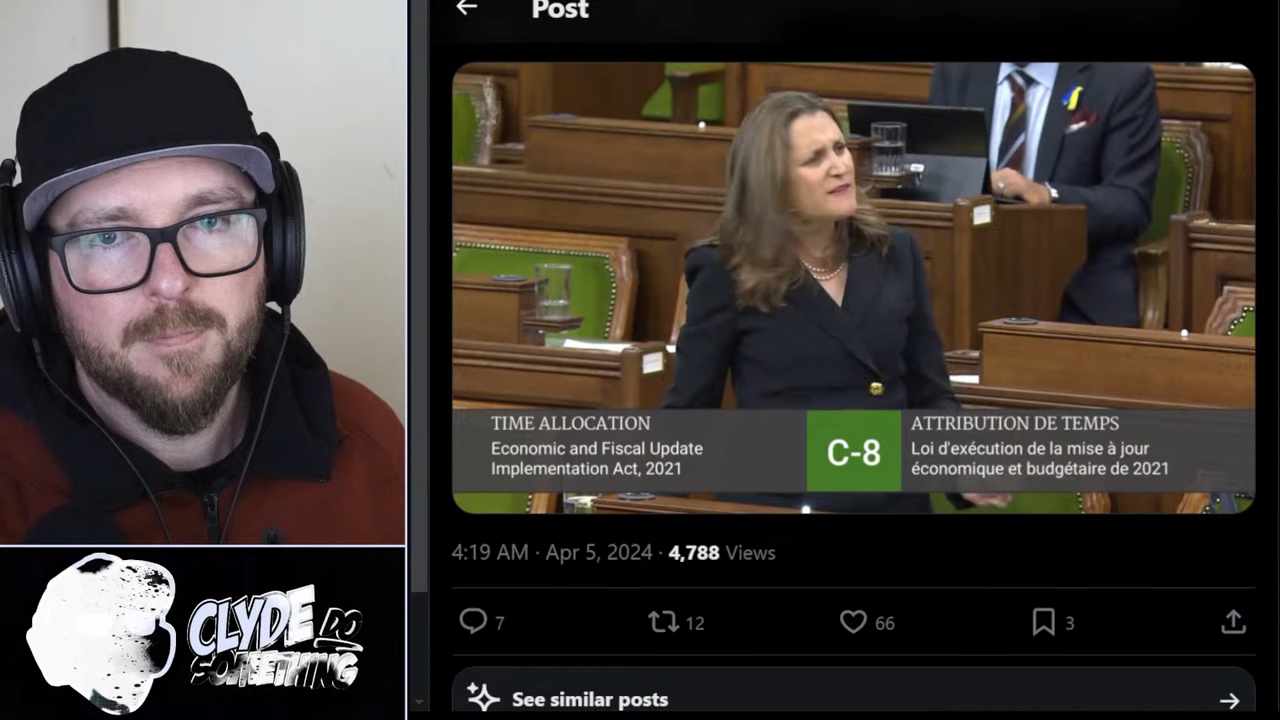 Post
TIME ALLOCATION
Economic and Fiscal Update
Implementation Act, 2021
C-8
ATTRIBUTION DE TEMPS
Loi d'exécution de la mise à jour
économique et budgétaire de 2021
4:19 AM · Apr 5, 2024 · 4,788 Views
7 12 66 3
See similar posts
CLYDE DO
SOMETHING